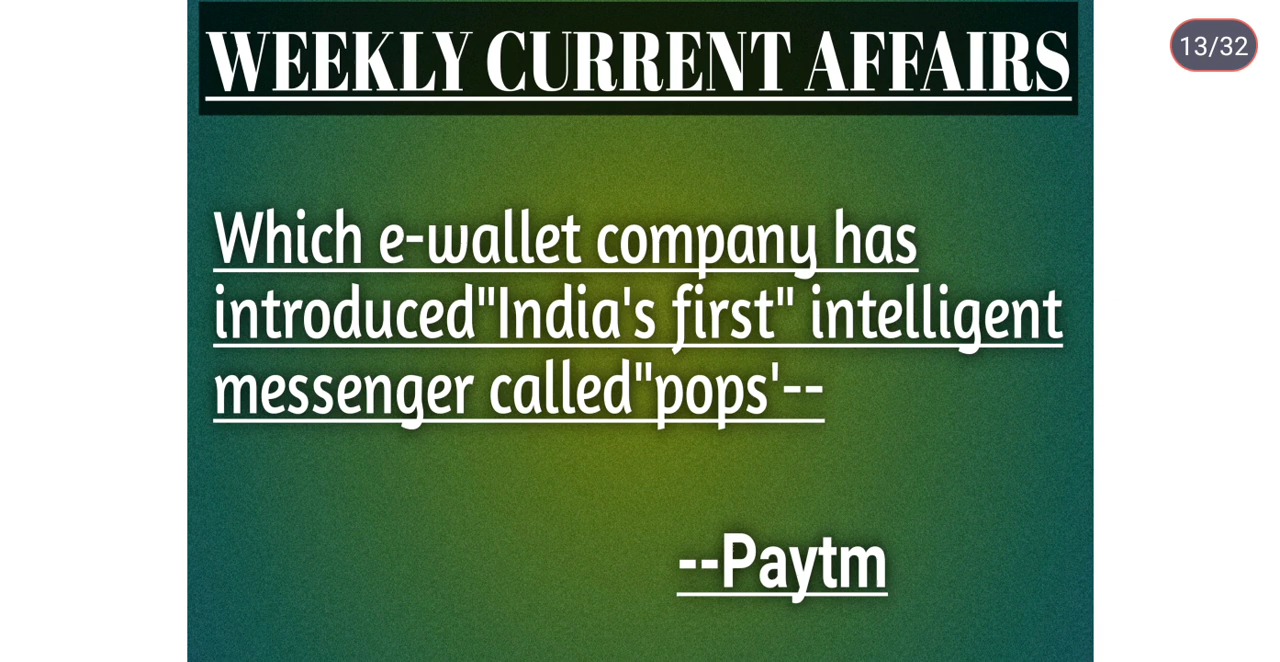 WEEKLY CURRENT AFFAIRS
13/32
Which e-wallet company has
introduced"India's first" intelligent
messenger called"pops'--
--Paytm